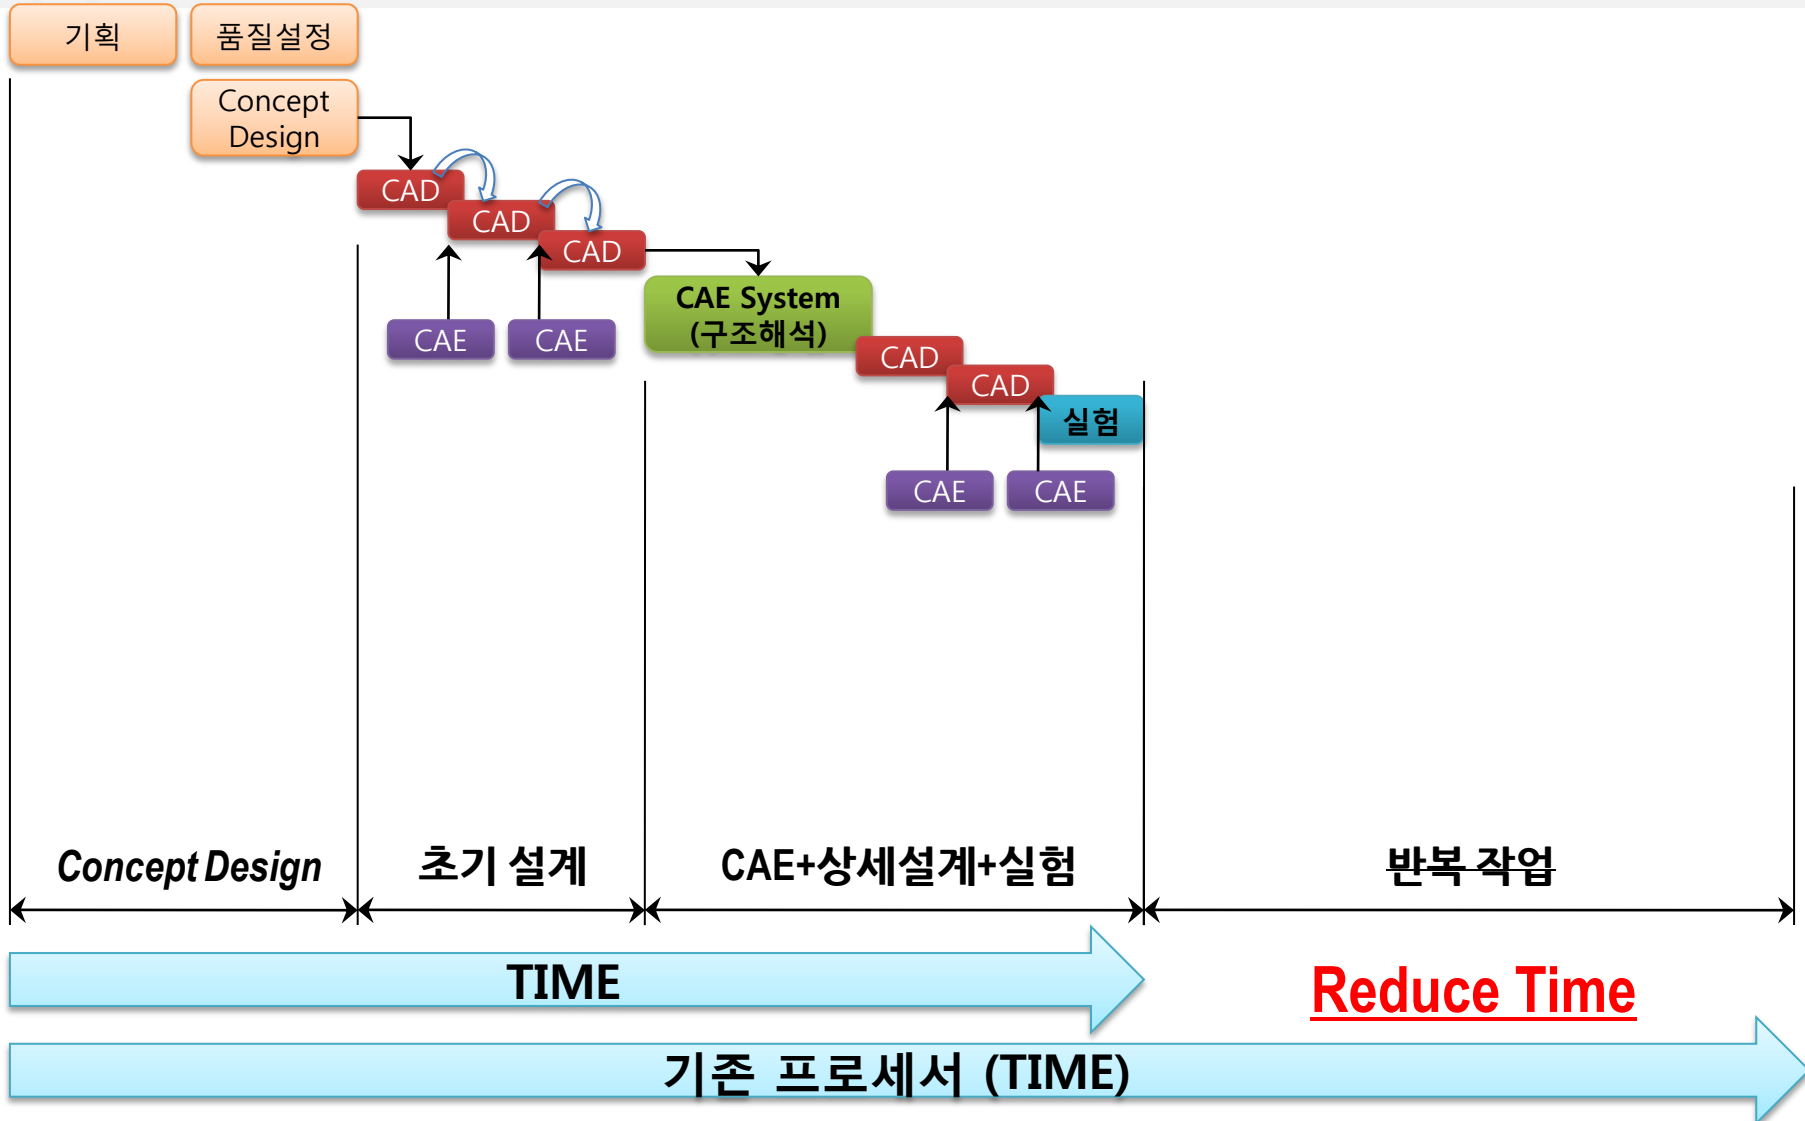 기획
품질설정
Concept
Design
CAD
CAD
CAD
CAE System
(구조해석)
CAE
CAE
CAD
CAD
실험
CAE
CAE
Concept Design
초기 설계
CAE+상세설계+실험
반복 작업
TIME
Reduce Time
기존 프로세서 (TIME)